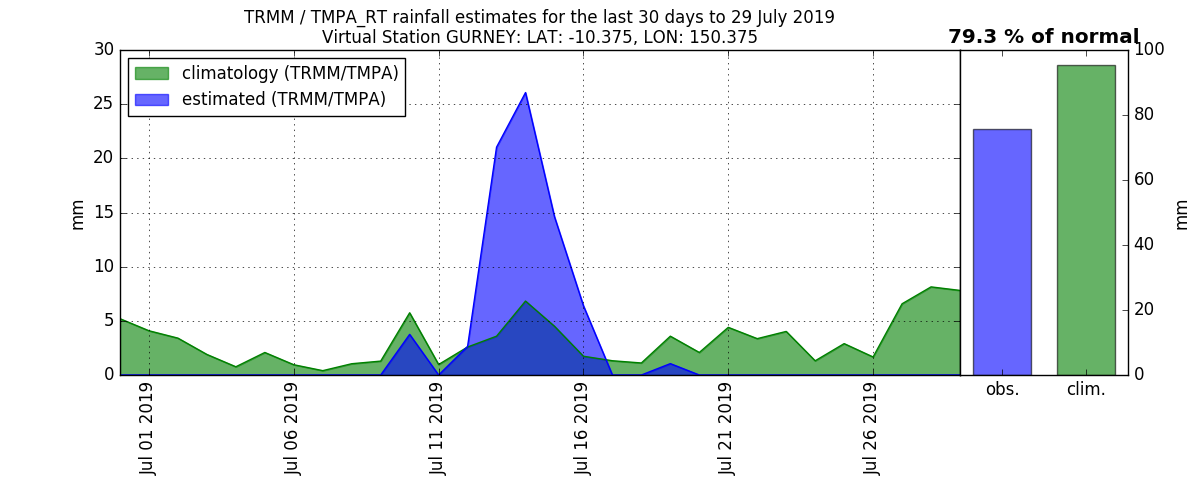 TRMM / TMPA_RT rainfall estimates for the last 30 days to 29 July 2019
Virtual Station GURNEY: LAT: -10.375, LON: 150.375
79.3 % of normal
climatology (TRMM/TMPA)
estimated (TRMM/TMPA)
30
25
20
15
10
5
0
mm
Jul 01 2019
Jul 06 2019
Jul 11 2019
Jul 16 2019
Jul 21 2019
Jul 26 2019
obs.
clim.
100
80
60
40
20
0
mm